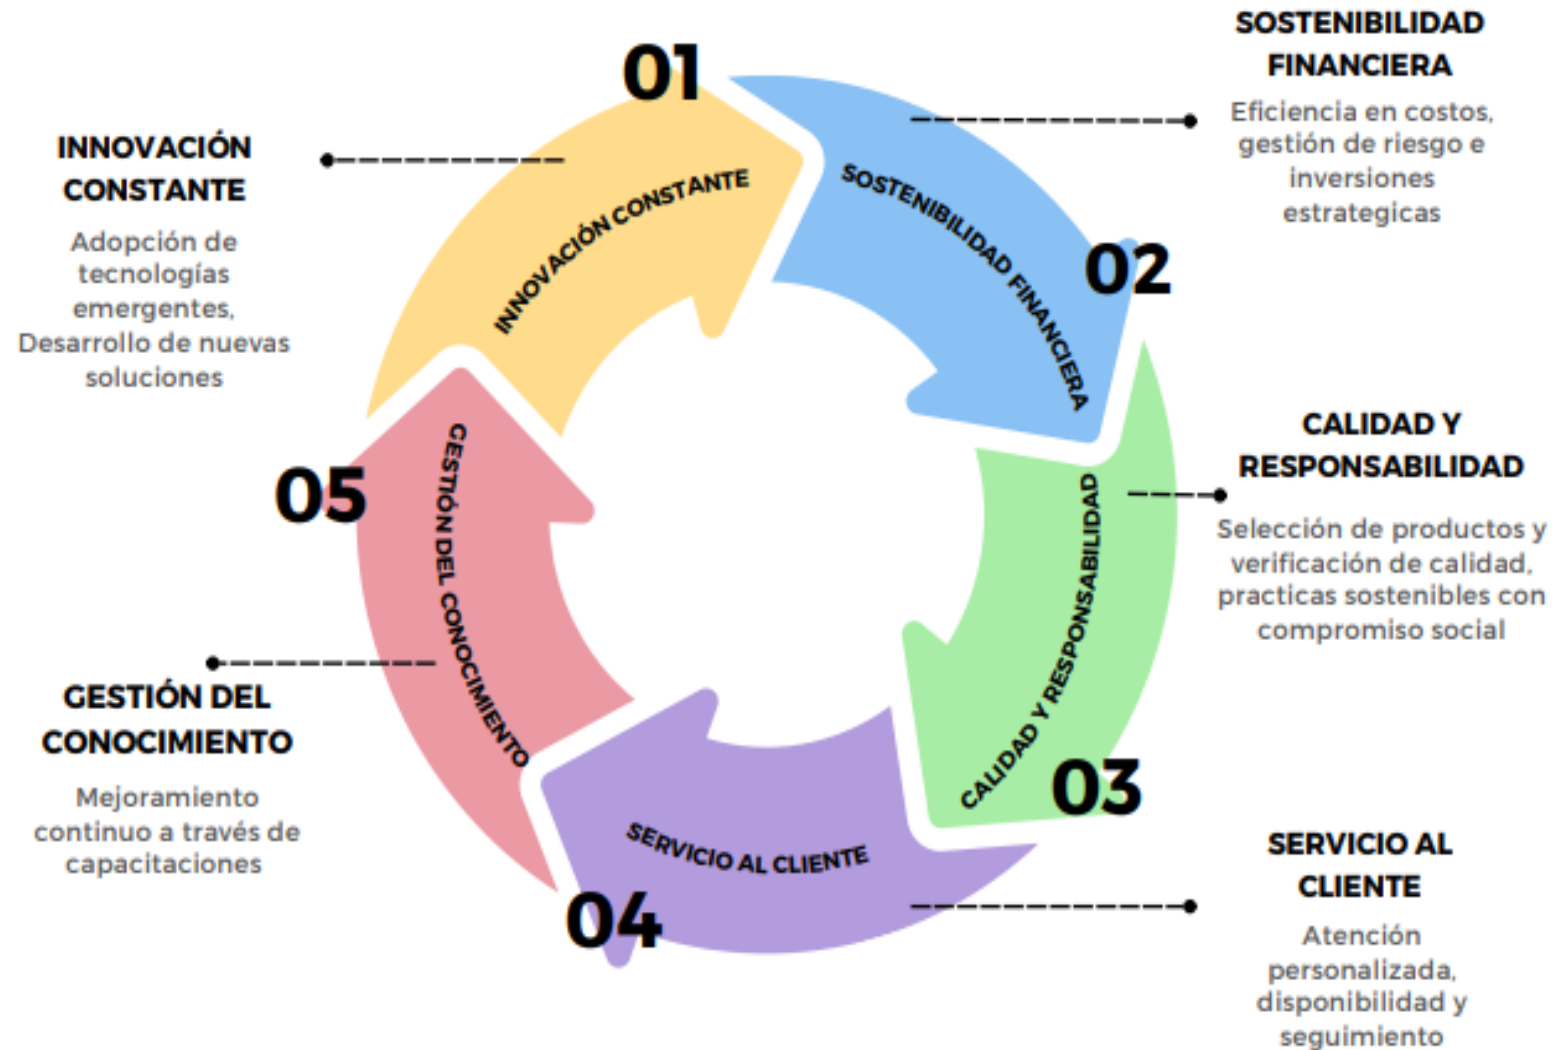 01
INNOVACIÓN
CONSTANTE
Adopción de
tecnologías
emergentes,
Desarrollo de nuevas
soluciones
INNOVACIÓN CONSTANTE
SOSTENIBILIDAD
FINANCIERA
Eficiencia en costos,
gestión de riesgo e
inversiones
estrategicas
SOSTENIBILIDAD FINANCIERA
02
CALIDAD Y
RESPONSABILIDAD
Selección de productos y
verificación de calidad,
practicas sostenibles con
compromiso social
CALIDAD Y RESPONSABILIDAD
03
SERVICIO AL
CLIENTE
Atención
personalizada,
disponibilidad y
seguimiento
SERVICIO AL CLIENTE
04
GESTIÓN DEL
CONOCIMIENTO
Mejoramiento
continuo a través de
capacitaciones
GESTIÓN DEL CONOCIMIENTO
05